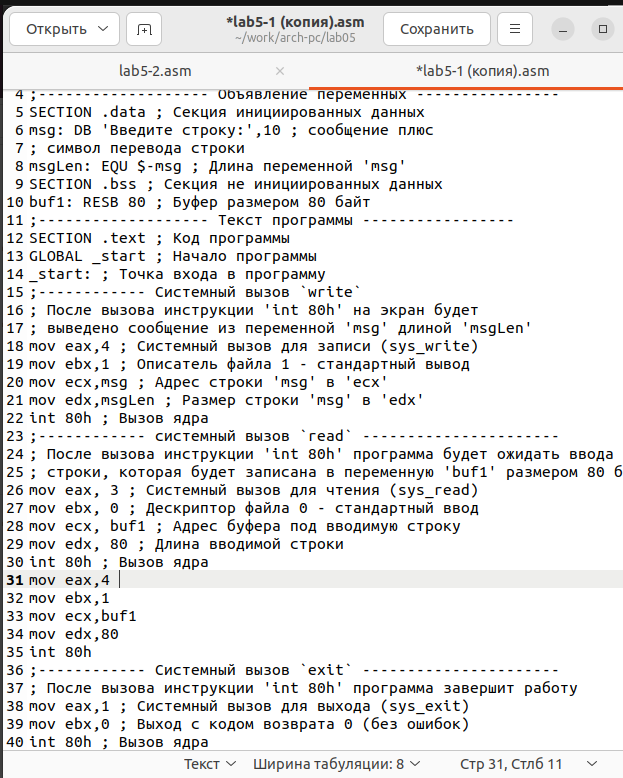 Открыть
*lab5-1 (копия).asm
~/work/arch-pc/lab05
Сохранить
lab5-2.asm
*lab5-1 (копия).asm
4 ;------------------- Объявление переменных ----------------
5 SECTION .data ; Секция инициированных данных
6 msg: DB 'Введите строку:',10 ; сообщение плюс
7 ; символ перевода строки
8 msgLen: EQU $-msg ; Длина переменной 'msg'
9 SECTION .bss ; Секция не инициированных данных
10 buf1: RESB 80 ; Буфер размером 80 байт
11 ;------------------- Текст программы -----------------
12 SECTION .text ; Код программы
13 GLOBAL _start ; Начало программы
14 _start: ; Точка входа в программу
15 ;------------ Системный вызов `write`
16 ; После вызова инструкции 'int 80h' на экран будет
17 ; выведено сообщение из переменной 'msg' длиной 'msgLen'
18 mov eax,4 ; Системный вызов для записи (sys_write)
19 mov ebx,1 ; Описатель файла 1 - стандартный вывод
20 mov ecx,msg ; Адрес строки 'msg' в 'ecx'
21 mov edx,msgLen ; Размер строки 'msg' в 'edx'
22 int 80h ; Вызов ядра
23 ;------------ системный вызов `read` ----------------------
24 ; После вызова инструкции 'int 80h' программа будет ожидать ввода
25 ; строки, которая будет записана в переменную 'buf1' размером 80 б
26 mov eax, 3 ; Системный вызов для чтения (sys_read)
27 mov ebx, 0 ; Дескриптор файла 0 - стандартный ввод
28 mov ecx, buf1 ; Адрес буфера под вводимую строку
29 mov edx, 80 ; Длина вводимой строки
30 int 80h ; Вызов ядра
31 mov eax,4
32 mov ebx,1
33 mov ecx,buf1
34 mov edx,80
35 int 80h
36 ;------------ Системный вызов `exit` ----------------------
37 ; После вызова инструкции 'int 80h' программа завершит работу
38 mov eax,1 ; Системный вызов для выхода (sys_exit)
39 mov ebx,0 ; Выход с кодом возврата 0 (без ошибок)
40 int 80h ; Вызов ядра
Текст
Ширина табуляции: 8
Стр 31, Стлб 11